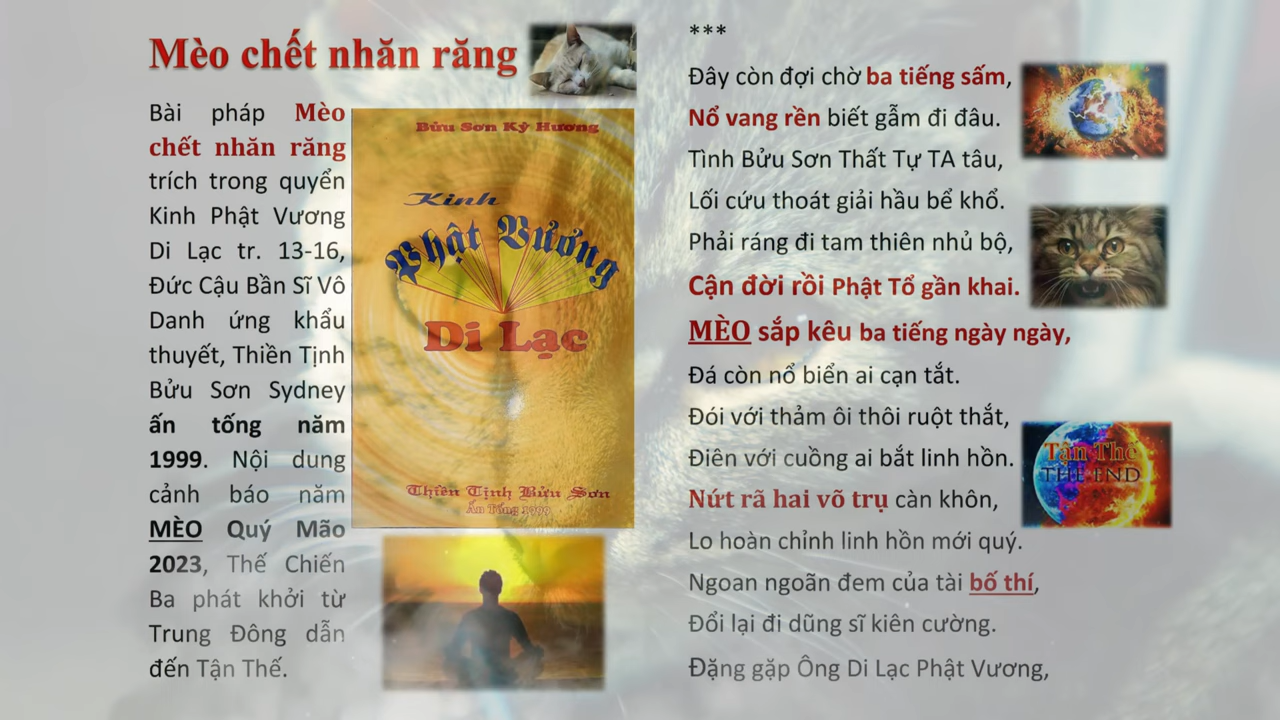 Mèo chết nhăn răng
Bài pháp Mèo
chết nhăn răng
trích trong quyển
Kinh Phật Vương
Di Lạc tr. 13-16,
Đức Cậu Bần Sĩ Vô
Danh ứng khẩu
thuyết, Thiền Tịnh
Bửu Sơn Sydney
ấn tống năm
1999. Nội dung
cảnh báo năm
MÈO Quý Mão
2023, Thế Chiến
Ba phát khởi từ
Trung Đông dẫn
đến Tận Thế.
Bửu Sơn Kỳ Hương
Kinh
Phật Vương
Di Lạc
Thiền Tịnh Bửu Sơn
Ấn Tống 1999
***
Đây còn đợi chờ ba tiếng sấm,
Nổ vang rền biết gẫm đi đâu.
Tình Bửu Sơn Thất Tự TA tâu,
Lối cứu thoát giải hầu bể khổ.
Phải ráng đi tam thiên nhủ bộ,
Cận đời rồi Phật Tổ gần khai.
MÈO sắp kêu ba tiếng ngày ngày,
Đá còn nổ biển ai cạn tắt.
Đói với thảm ôi thôi ruột thắt,
Điên với cuồng ai bắt linh hồn.
Nứt rã hai võ trụ càn khôn,
Lo hoàn chỉnh linh hồn mới quý.
Ngoan ngoãn đem của tài bố thí,
Đổi lại đi dũng sĩ kiên cường.
Đặng gặp Ông Di Lạc Phật Vương,
Tận Thế
THE END